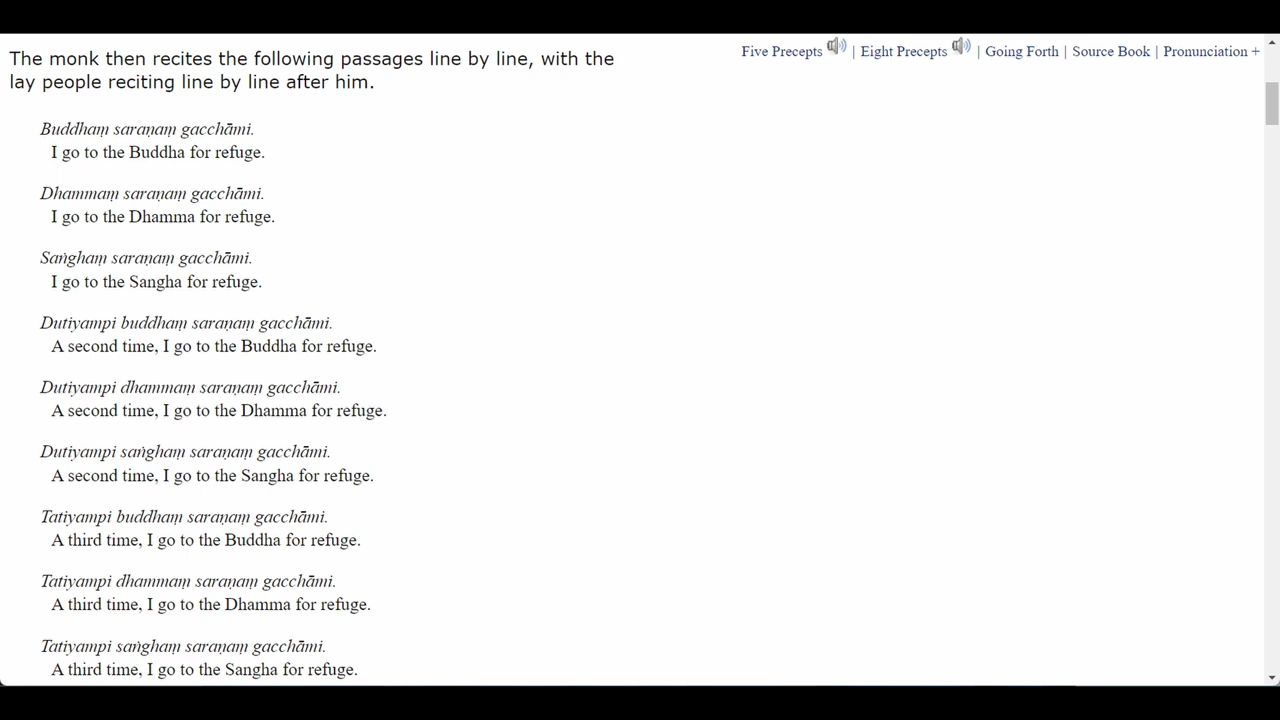 The monk then recites the following passages line by line, with the
lay people reciting line by line after him.
Five Precepts | Eight Precepts | Going Forth | Source Book | Pronunciation +
Buddhaṃ saraṇaṃ gacchāmi.
I go to the Buddha for refuge.
Dhammaṃ saraṇaṃ gacchāmi.
I go to the Dhamma for refuge.
Saṅghaṃ saraṇaṃ gacchāmi.
I go to the Sangha for refuge.
Dutiyampi buddhaṃ saraṇaṃ gacchāmi.
A second time, I go to the Buddha for refuge.
Dutiyampi dhammaṃ saraṇaṃ gacchāmi.
A second time, I go to the Dhamma for refuge.
Dutiyampi saṅghaṃ saraṇaṃ gacchāmi.
A second time, I go to the Sangha for refuge.
Tatiyampi buddhaṃ saraṇaṃ gacchāmi.
A third time, I go to the Buddha for refuge.
Tatiyampi dhammaṃ saraṇaṃ gacchāmi.
A third time, I go to the Dhamma for refuge.
Tatiyampi saṅghaṃ saraṇaṃ gacchāmi.
A third time, I go to the Sangha for refuge.